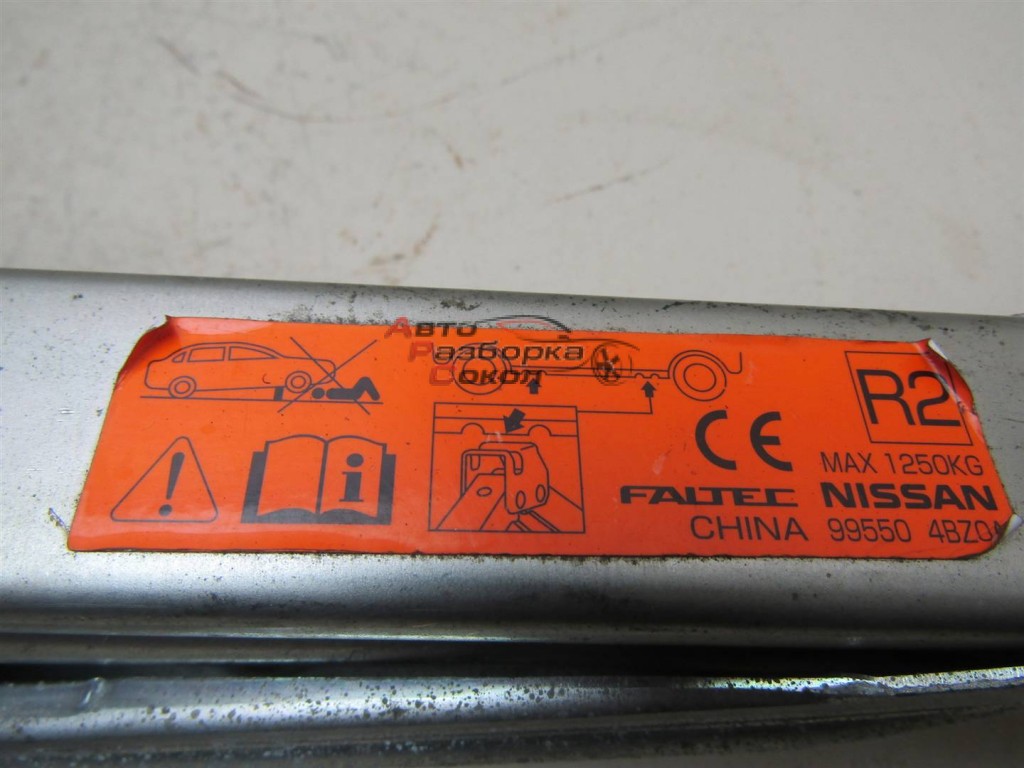 Авто
Разборка
Сокол
R2
CE
MAX 1250KG
FALTEC NISSAN
CHINA 99550